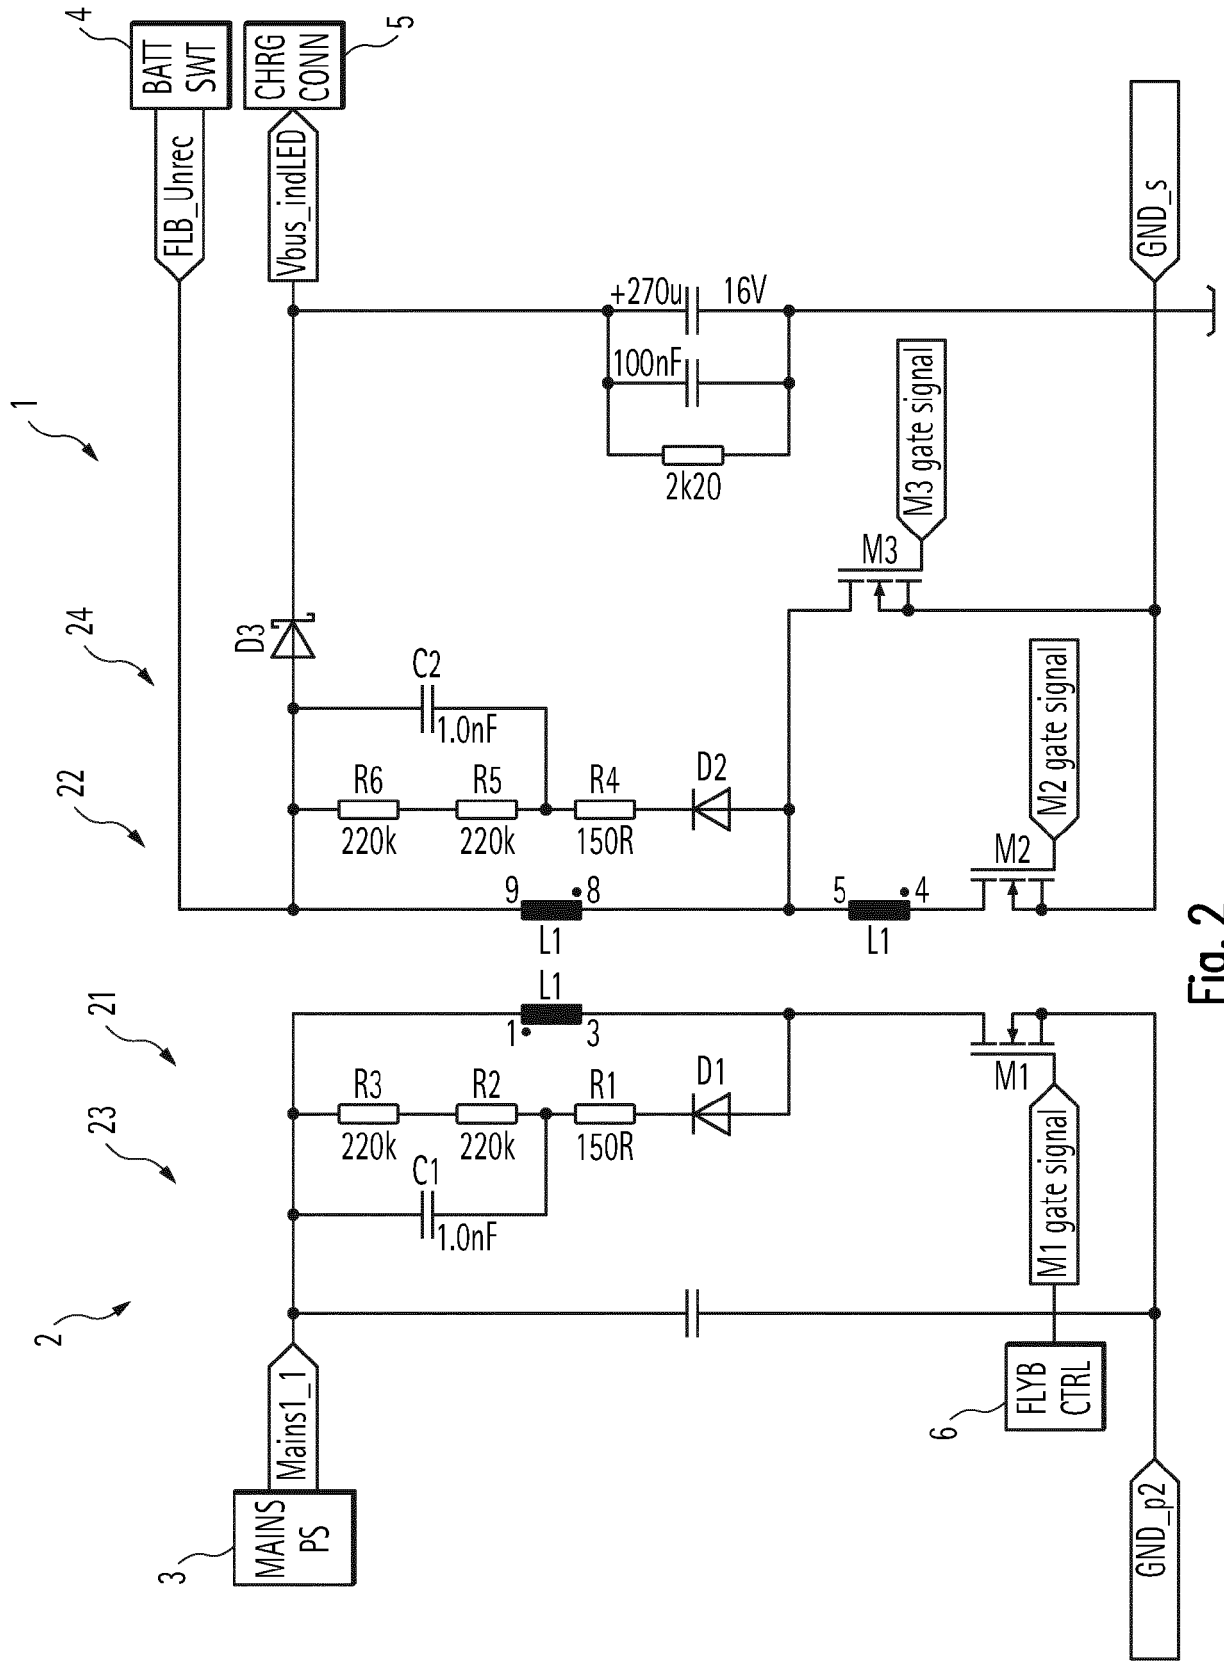 1
2
3
MAINS
PS
Mains1_1
4
BATT
SWT
FLB_Unrec
5
CHRG
CONN
Vbus_indLED
23
21
22
24
C1
1.0nF
R3
220k
R2
220k
R1
150R
D1
1
L1
3
9
L1
8
R6
220k
R5
220k
R4
150R
D2
C2
1.0nF
D3
2k20
100nF
+270u
16V
5
L1
4
M1
M1 gate signal
6
FLYB
CTRL
M2
M2 gate signal
M3
M3 gate signal
GND_p2
GND_s
Fig. 2